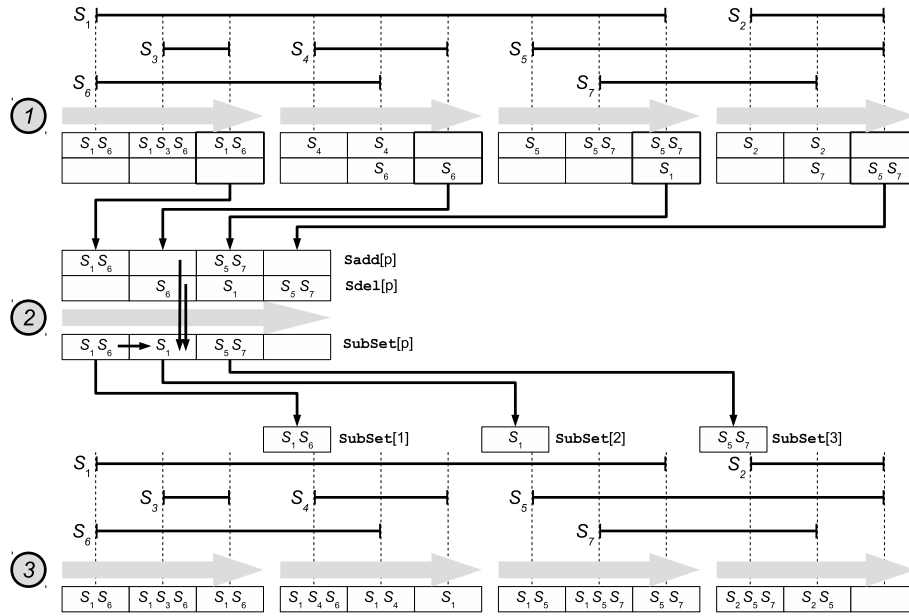 S1 S2
S3 S4 S5
S6 S7
1
S1 S6 S1 S3 S6 S1 S6 S4 S4 S5 S5 S7 S5 S7 S2 S2
S6 S6 S1 S7 S5 S7
S1 S6 S5 S7 Sadd[p]
S6 S1 S5 S7 Sdel[p]
2
S1 S6 S1 S5 S7 SubSet[p]
S1 S6 SubSet[1] S1 SubSet[2] S5 S7 SubSet[3]
S1 S2
S3 S4 S5
S6 S7
3
S1 S6 S1 S3 S6 S1 S6 S1 S4 S6 S1 S4 S1 S1 S5 S1 S5 S7 S5 S7 S2 S5 S7 S2 S5